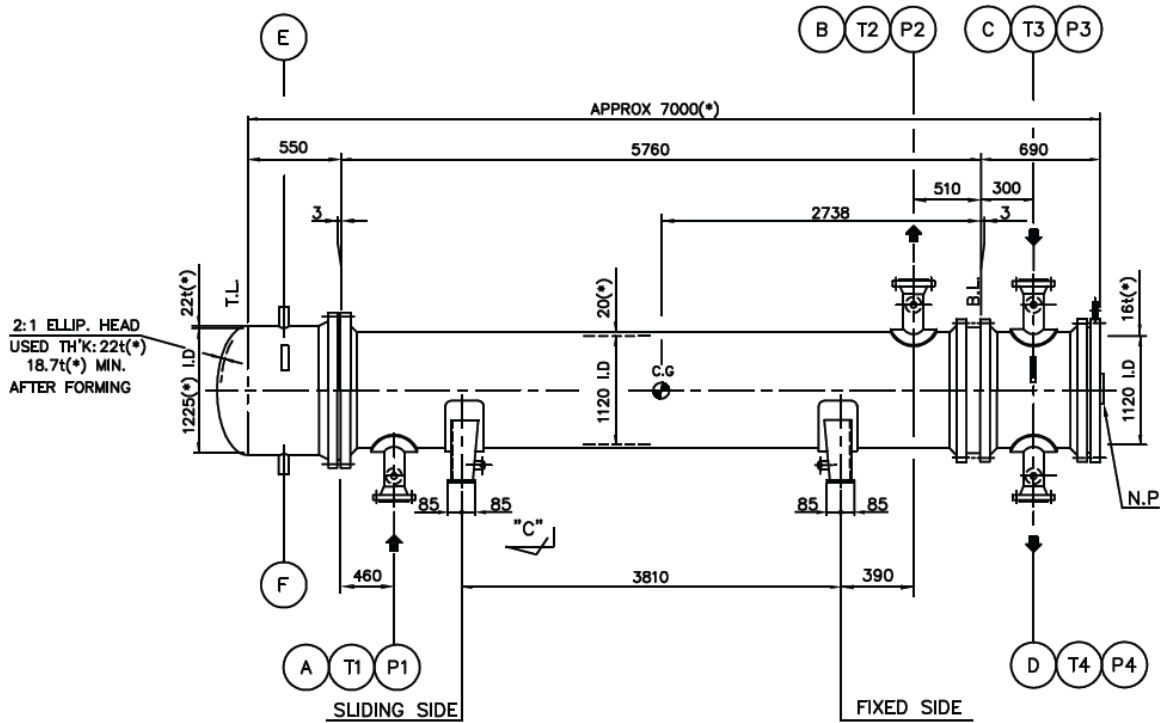 E
B T2 P2 C T3 P3
APPROX 7000(*)
550 5760 690
510 300
3 2738 3
22t(*)
T.L.
20(*)
B.L.
16t(*)
2:1 ELLIP. HEAD
USED TH'K: 22t(*)
18.7t(*) MIN.
AFTER FORMING
1225(*) I.D
1120 I.D
C.G
1120 I.D
N.P
85 85
"C"
85 85
460 3810 390
F
A T1 P1
D T4 P4
SLIDING SIDE
FIXED SIDE